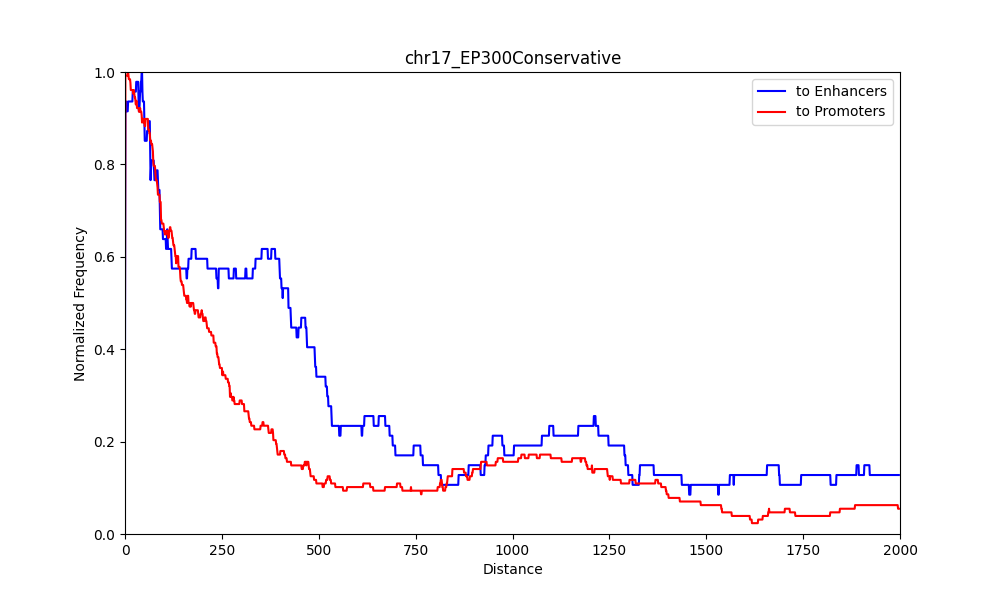 chr17_EP300Conservative
to Enhancers
to Promoters
Normalized Frequency
1.0
0.8
0.6
0.4
0.2
0.0
0 250 500 750 1000 1250 1500 1750 2000
Distance